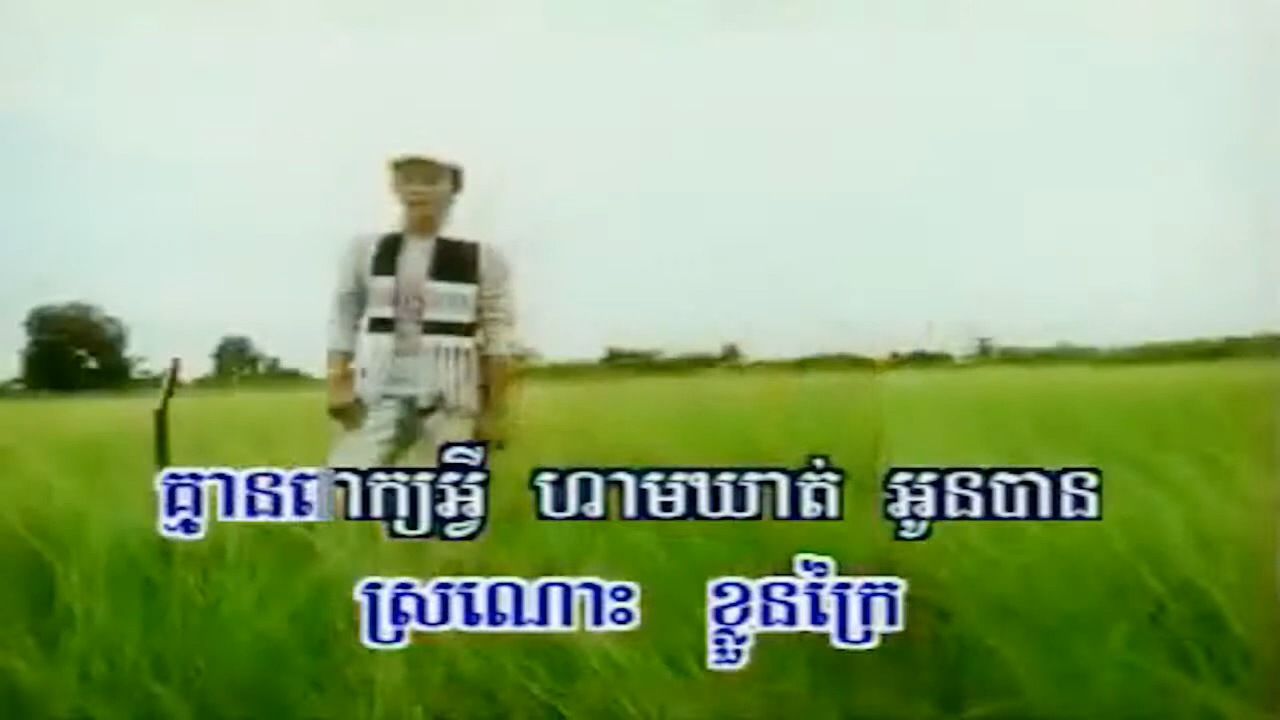 គ្មានពាក្យអ្វី ហាមឃាត់ អូនបាន
ស្រណោះ ខ្លួនក្រៃ